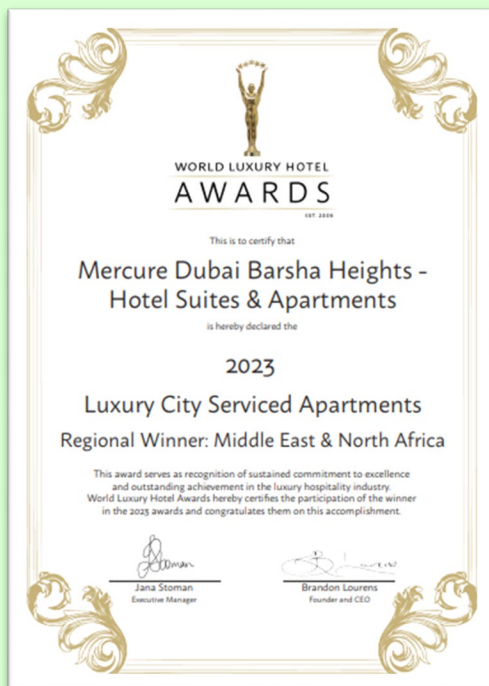 WORLD LUXURY HOTEL
AWARDS
EST. 2006
This is to certify that
Mercure Dubai Barsha Heights -
Hotel Suites & Apartments
is hereby declared the
2023
Luxury City Serviced Apartments
Regional Winner: Middle East & North Africa
This award serves as recognition of sustained commitment to excellence
and outstanding achievement in the luxury hospitality industry.
World Luxury Hotel Awards hereby certifies the participation of the winner
in the 2023 awards and congratulates them on this accomplishment.
Jana Stoman
Executive Manager
Brandon Lourens
Founder and CEO